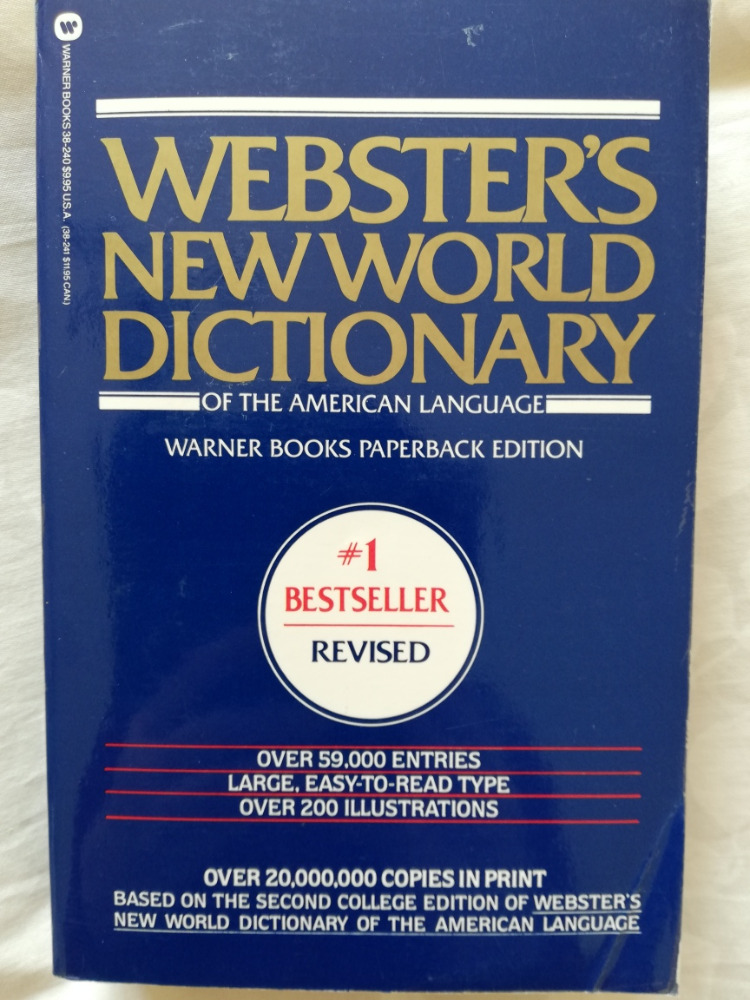 WARNER BOOKS 38-240 $9.95 U.S.A. (38-241 $11.95 CAN.)
WEBSTER'S
NEW WORLD
DICTIONARY
OF THE AMERICAN LANGUAGE
WARNER BOOKS PAPERBACK EDITION
#1
BESTSELLER
REVISED
OVER 59,000 ENTRIES
LARGE, EASY-TO-READ TYPE
OVER 200 ILLUSTRATIONS
OVER 20,000,000 COPIES IN PRINT
BASED ON THE SECOND COLLEGE EDITION OF WEBSTER'S
NEW WORLD DICTIONARY OF THE AMERICAN LANGUAGE